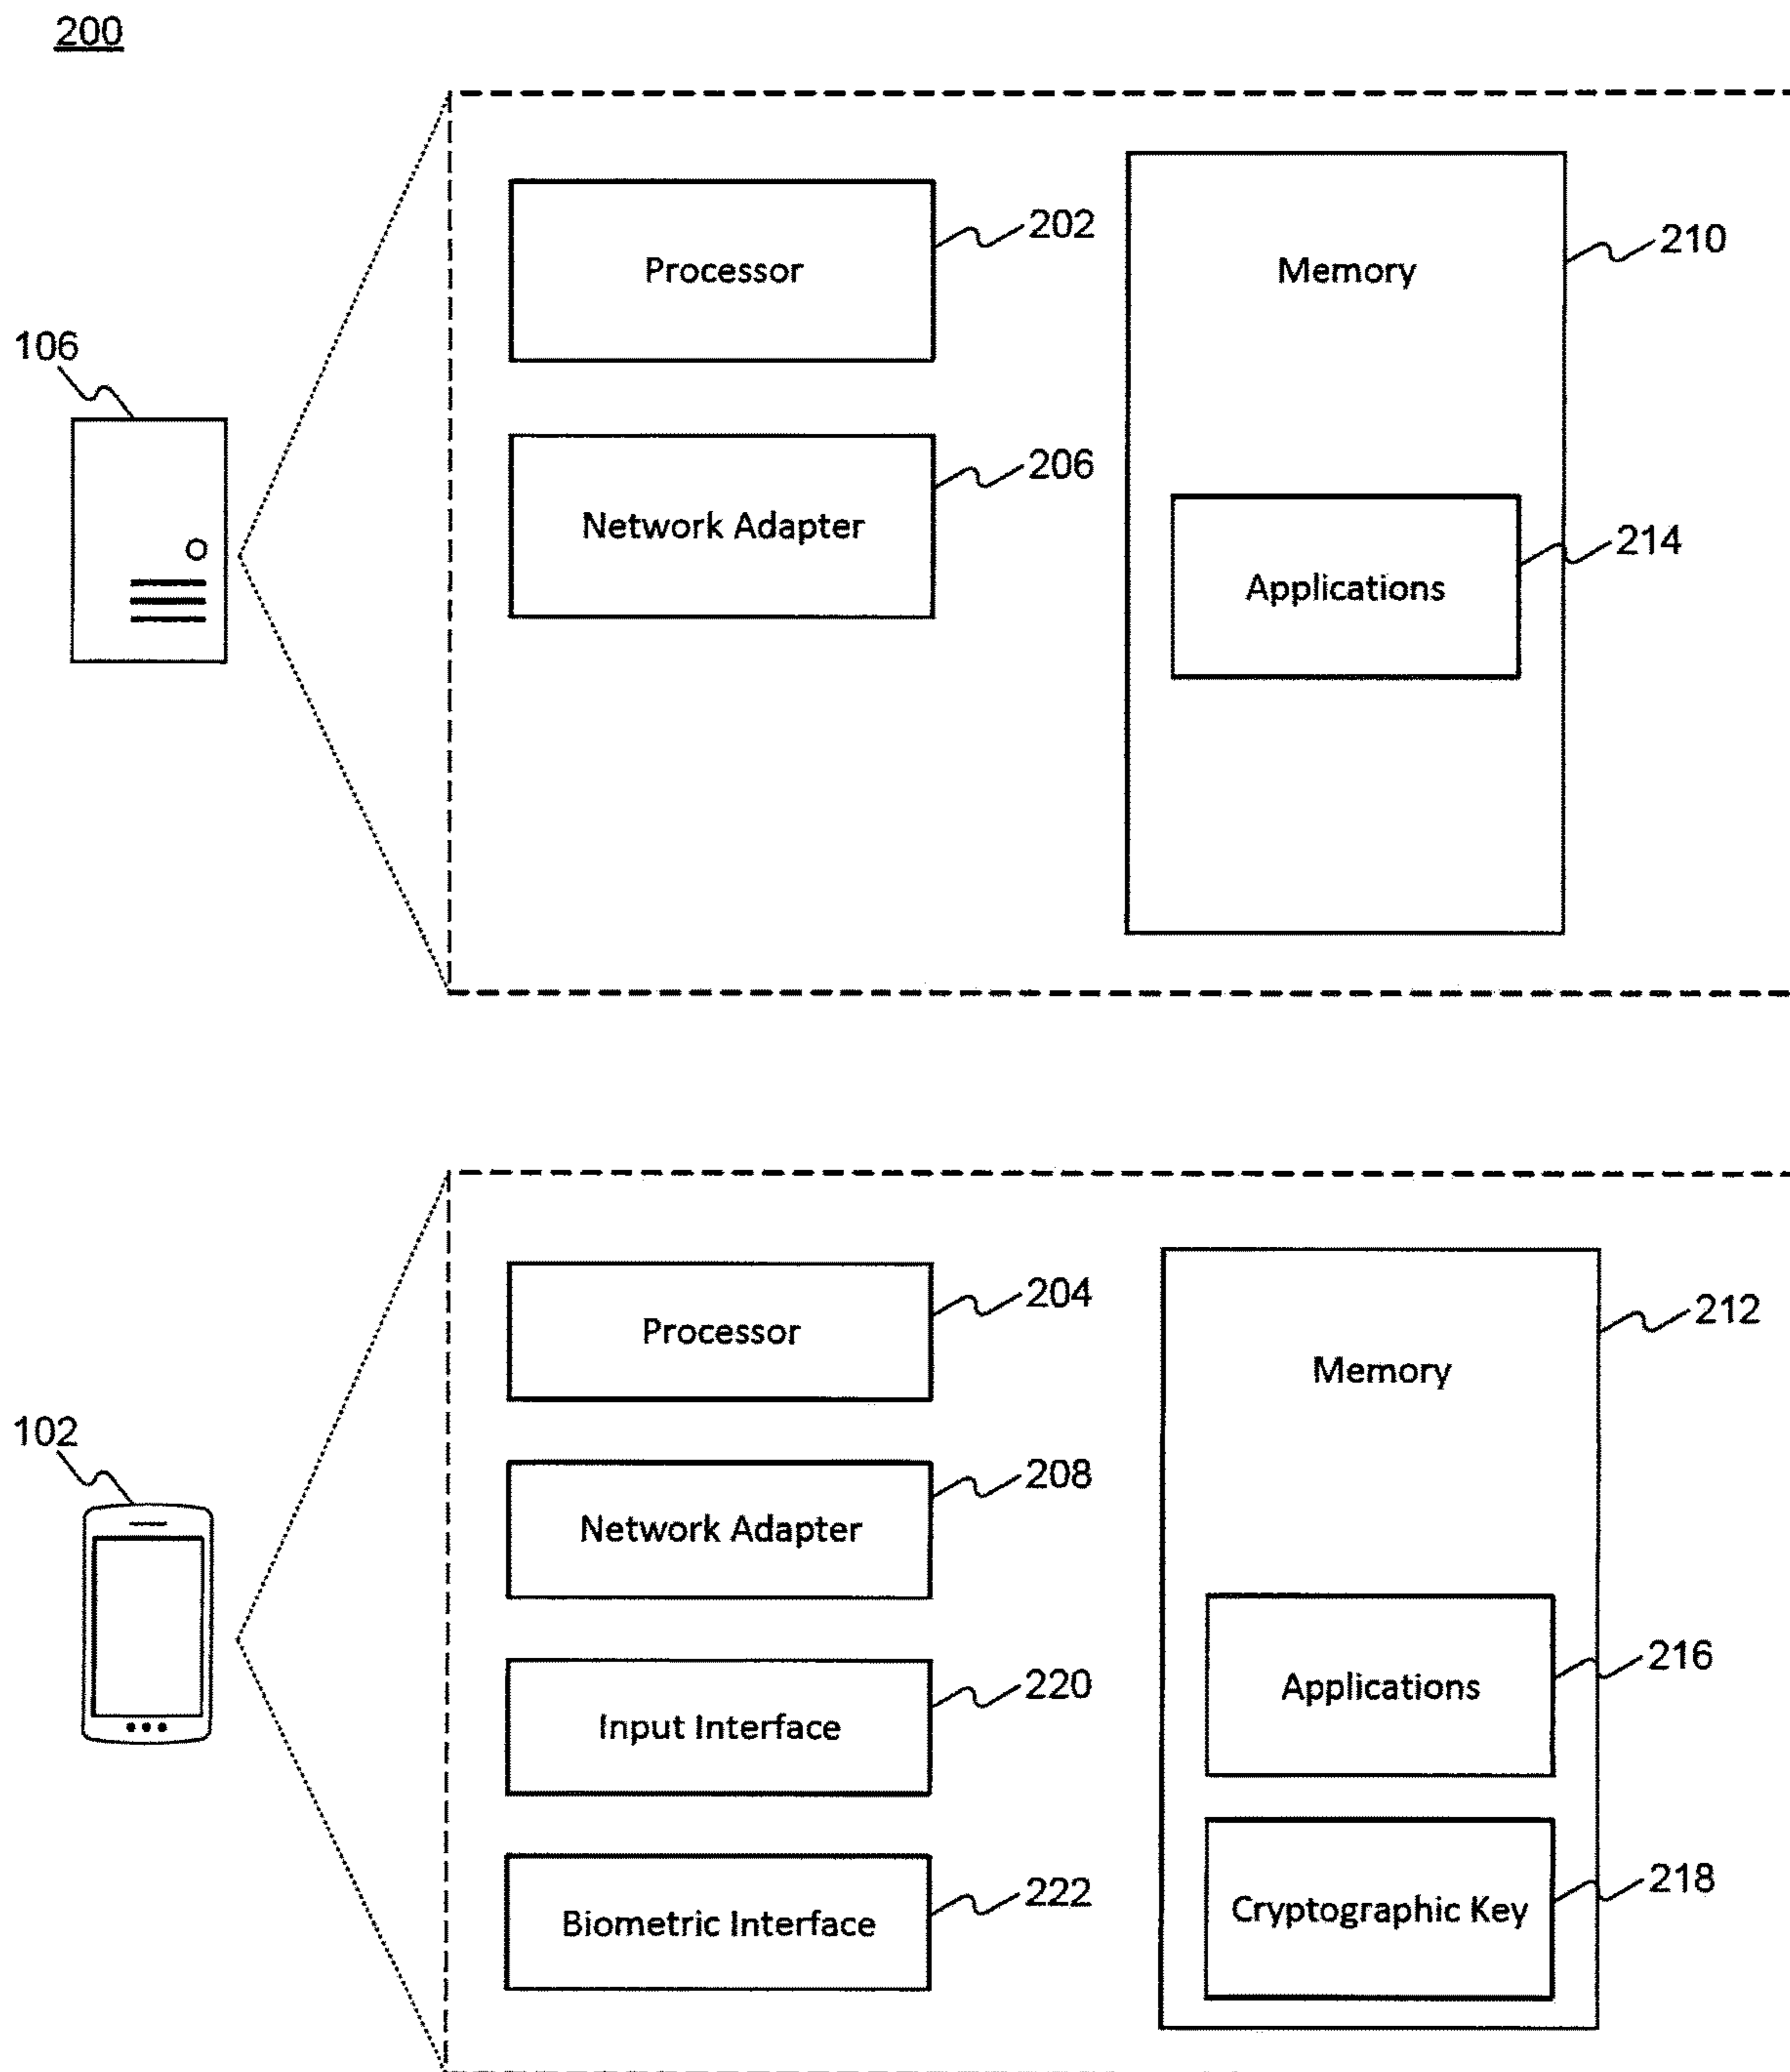 200
Processor
202
Memory
210
106
Network Adapter
206
Applications
214
Processor
204
Memory
212
102
Network Adapter
208
Applications
216
Input Interface
220
Cryptographic Key
218
Biometric Interface
222